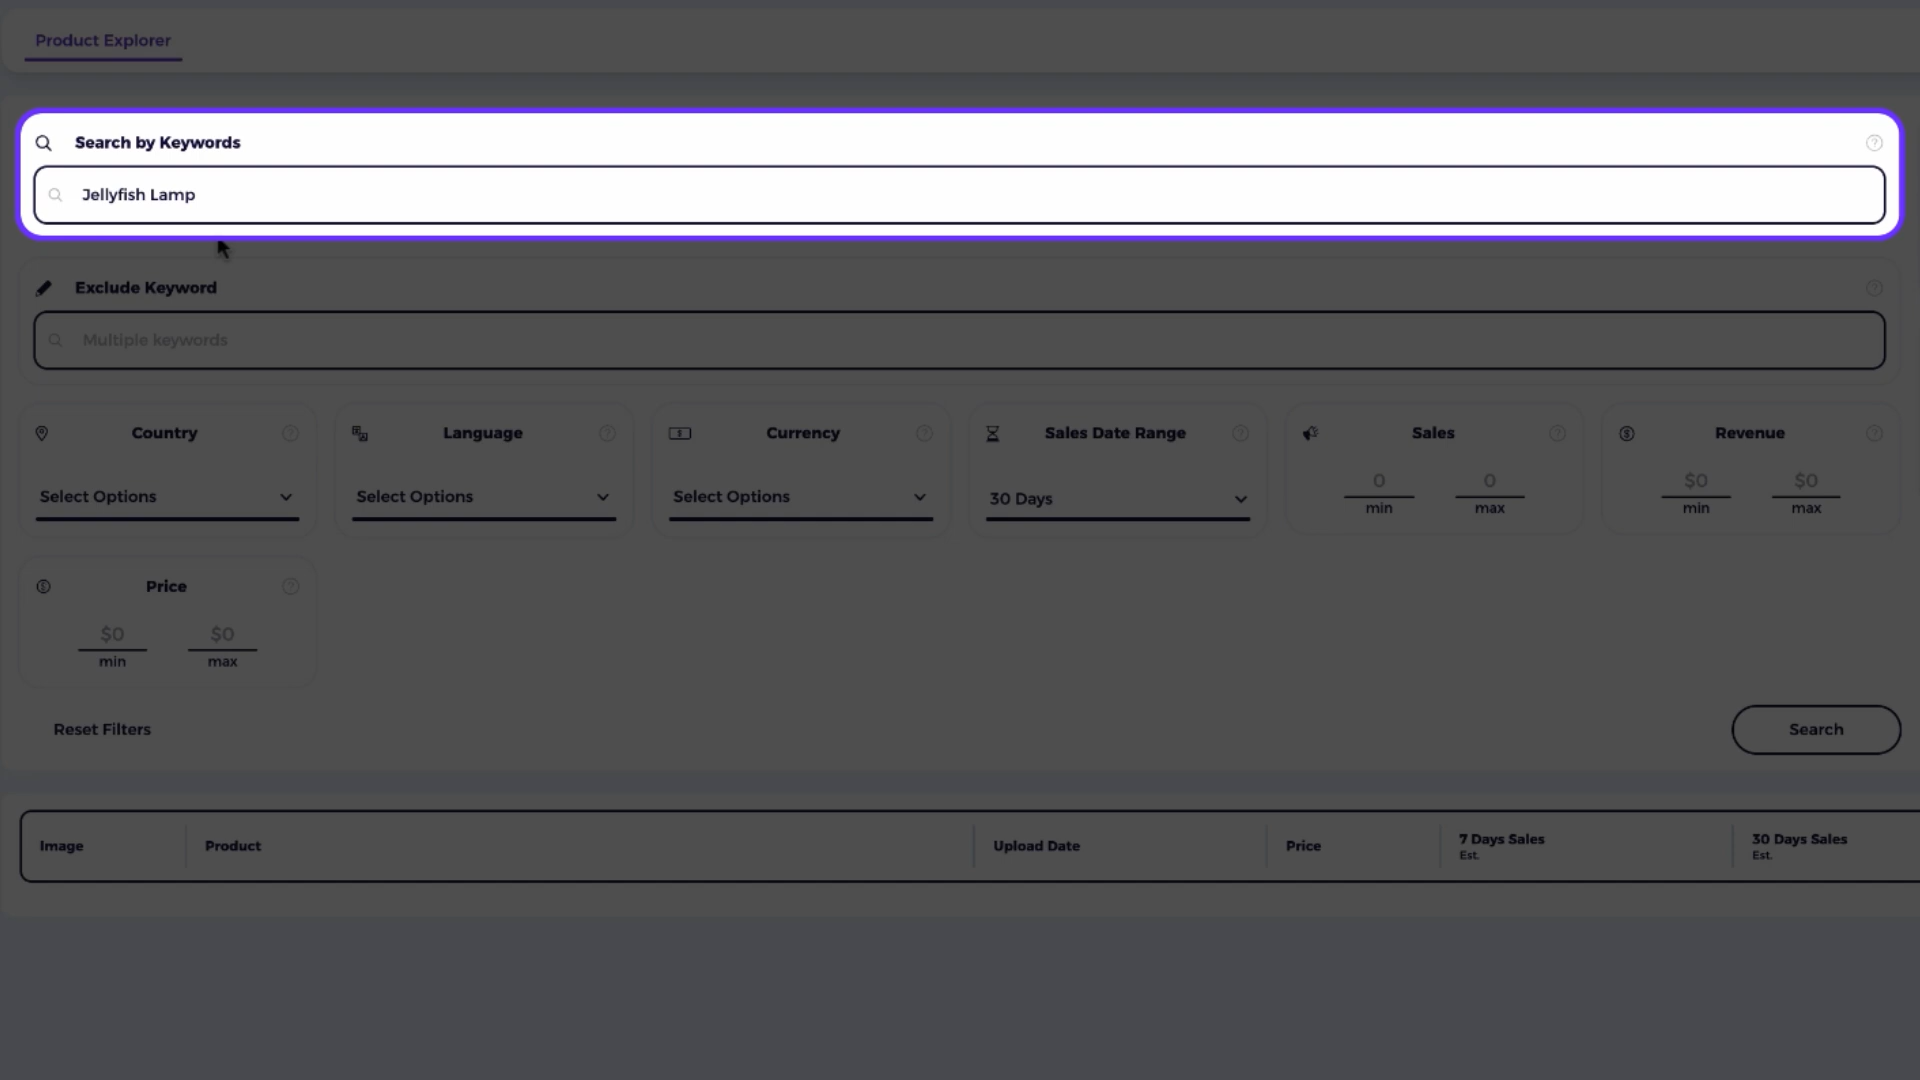 Product Explorer
Search by Keywords
Jellyfish Lamp
Exclude Keyword
Multiple keywords
Country
Language
Currency
Sales Date Range
Sales
Revenue
Select Options
Select Options
Select Options
30 Days
0
0
$0
$0
min
max
min
max
Price
$0
$0
min
max
Reset Filters
Search
Image
Product
Upload Date
Price
7 Days Sales
Est.
30 Days Sales
Est.